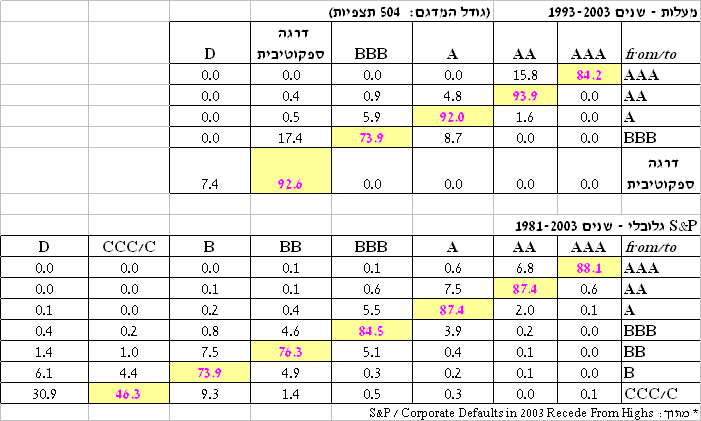 מעלות - שנים 1993-2003 (גודל המדגם: 504 תצפיות)
from/to AAA AA A BBB דרגה ספקוטיבית D
AAA 84.2 15.8 0.0 0.0 0.0 0.0
AA 0.0 93.9 4.8 0.9 0.4 0.0
A 0.0 1.6 92.0 5.9 0.5 0.0
BBB 0.0 0.0 8.7 73.9 17.4 0.0
דרגה ספקוטיבית 0.0 0.0 0.0 0.0 92.6 7.4
S&P גלובלי - שנים 1981-2003
from/to AAA AA A BBB BB B CCC/C D
AAA 88.1 6.8 0.6 0.1 0.1 0.0 0.0 0.0
AA 0.6 87.4 7.5 0.6 0.1 0.1 0.0 0.0
A 0.1 2.0 87.4 5.5 0.4 0.2 0.0 0.1
BBB 0.0 0.2 3.9 84.5 4.6 0.8 0.2 0.4
BB 0.0 0.1 0.4 5.1 76.3 7.5 1.0 1.4
B 0.0 0.1 0.2 0.3 4.9 73.9 4.4 6.1
CCC/C 0.1 0.0 0.3 0.5 1.4 9.3 46.3 30.9
* מתוך: S&P / Corporate Defaults in 2003 Recede From Highs